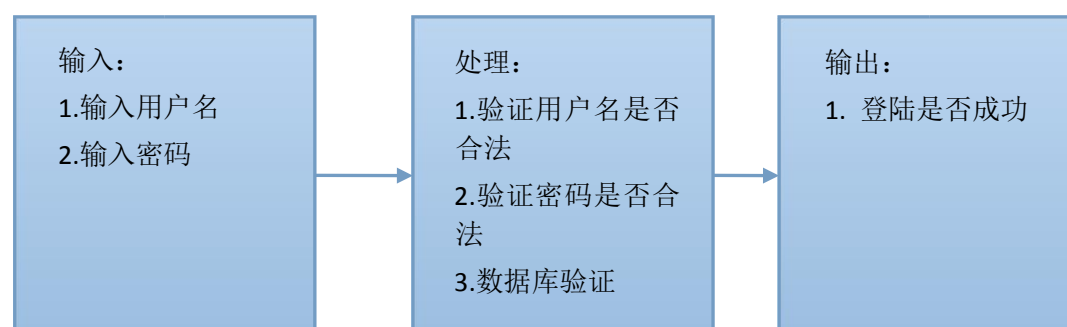 输入：
1.输入用户名
2.输入密码
处理：
1.验证用户名是否
合法
2.验证密码是否合
法
3.数据库验证
输出：
1. 登陆是否成功